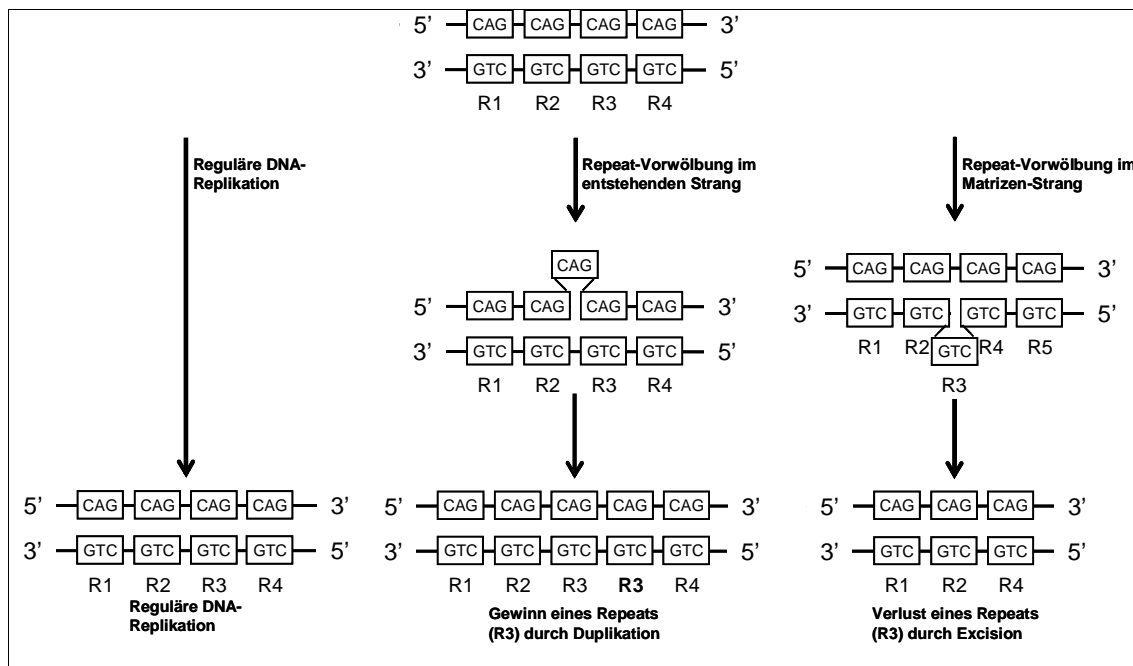 5’ CAG CAG CAG CAG 3’
3’ GTC GTC GTC GTC 5’
R1 R2 R3 R4
Reguläre DNA-
Replikation
Repeat-Vorwölbung im
entstehenden Strang
Repeat-Vorwölbung im
Matrizen-Strang
CAG
5’ CAG CAG CAG CAG 3’
3’ GTC GTC GTC GTC 5’
R1 R2 R3 R4
5’ CAG CAG CAG CAG 3’
3’ GTC GTC GTC GTC 5’
R1 R2 GTC R4 R5
R3
5’ CAG CAG CAG CAG 3’
3’ GTC GTC GTC GTC 5’
R1 R2 R3 R4
Reguläre DNA-
Replikation
5’ CAG CAG CAG CAG CAG 3’
3’ GTC GTC GTC GTC GTC 5’
R1 R2 R3 R3 R4
Gewinn eines Repeats
(R3) durch Duplikation
5’ CAG CAG CAG 3’
3’ GTC GTC GTC 5’
R1 R2 R4
Verlust eines Repeats
(R3) durch Excision